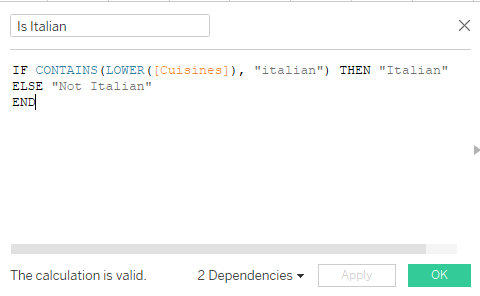 Is Italian
IF CONTAINS(LOWER([Cuisines]), "italian") THEN "Italian"
ELSE "Not Italian"
END
The calculation is valid. 2 Dependencies Apply OK